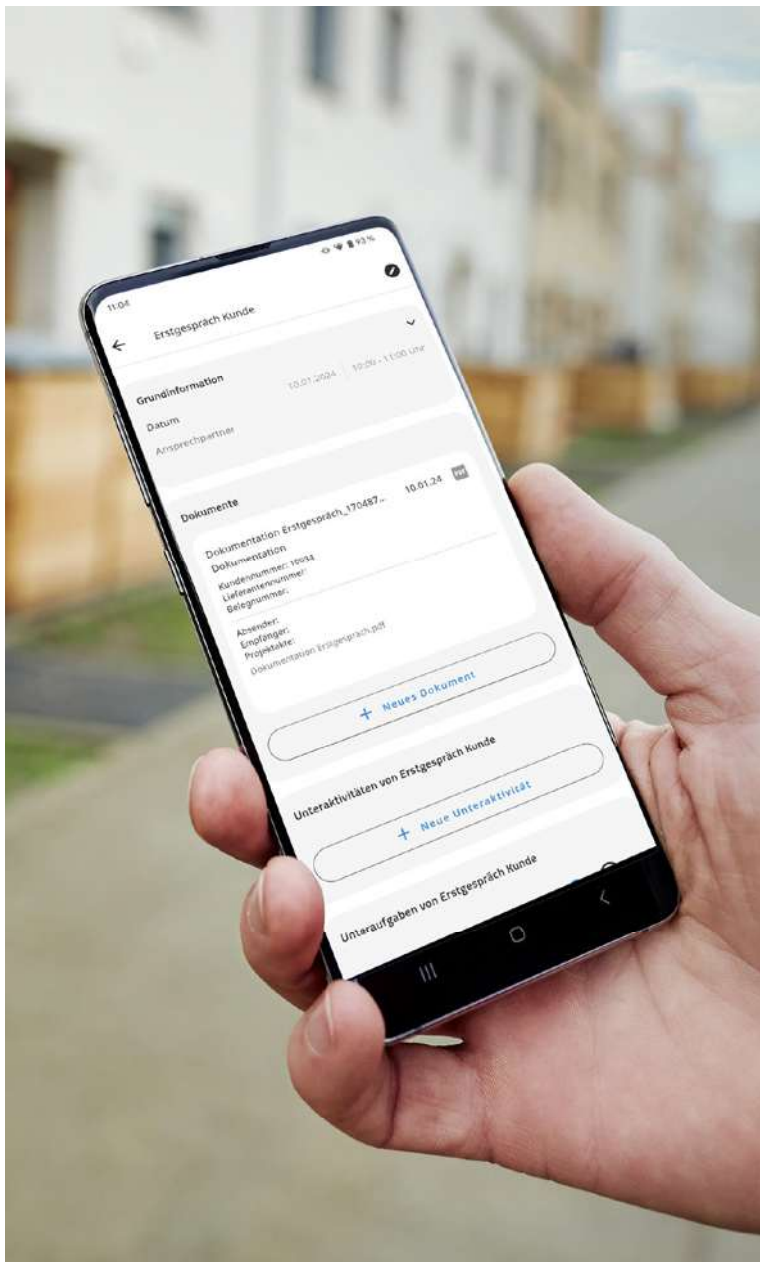 11:04
93%
Erstgespräch Kunde
Grundinformation
Datum 10.01.2024 10:00 - 11:00 Uhr
Ansprechpartner
Dokumente
Dokumentation Erstgespräch_170487... 10.01.24
Dokumentation
Kundennummer:
Lieferantennummer:
Belegnummer:
Absender:
Empfänger:
Projektakte:
Dokumentation Erstgespräch.pdf
+ Neues Dokument
Unteraktivitäten von Erstgespräch Kunde
+ Neue Unteraktivität
Unteraufgaben von Erstgespräch Kunde